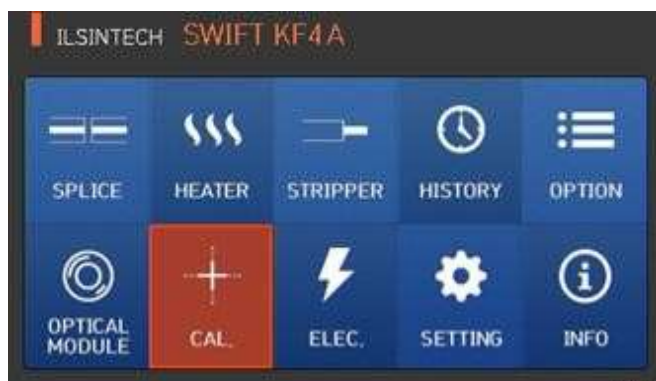 ILSINTECH SWIFT KF4A
SPLICE HEATER STRIPPER HISTORY OPTION
OPTICAL MODULE CAL. ELEC. SETTING INFO